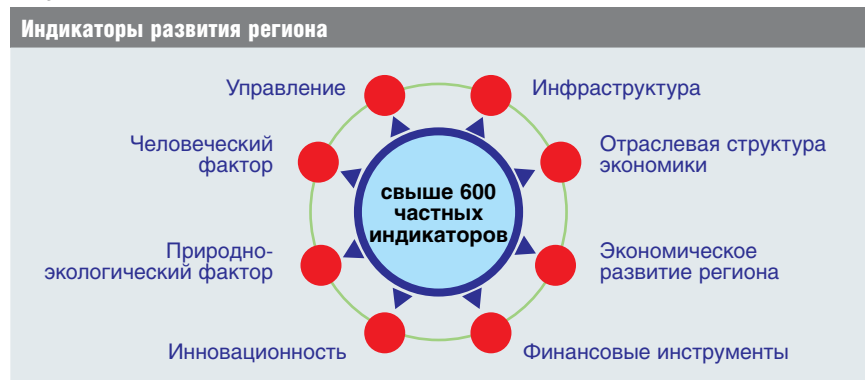 Индикаторы развития региона
Управление
Инфраструктура
Человеческий
фактор
Отраслевая структура
экономики
свыше 600
частных
индикаторов
Природно-
экологический фактор
Экономическое
развитие региона
Инновационность
Финансовые инструменты